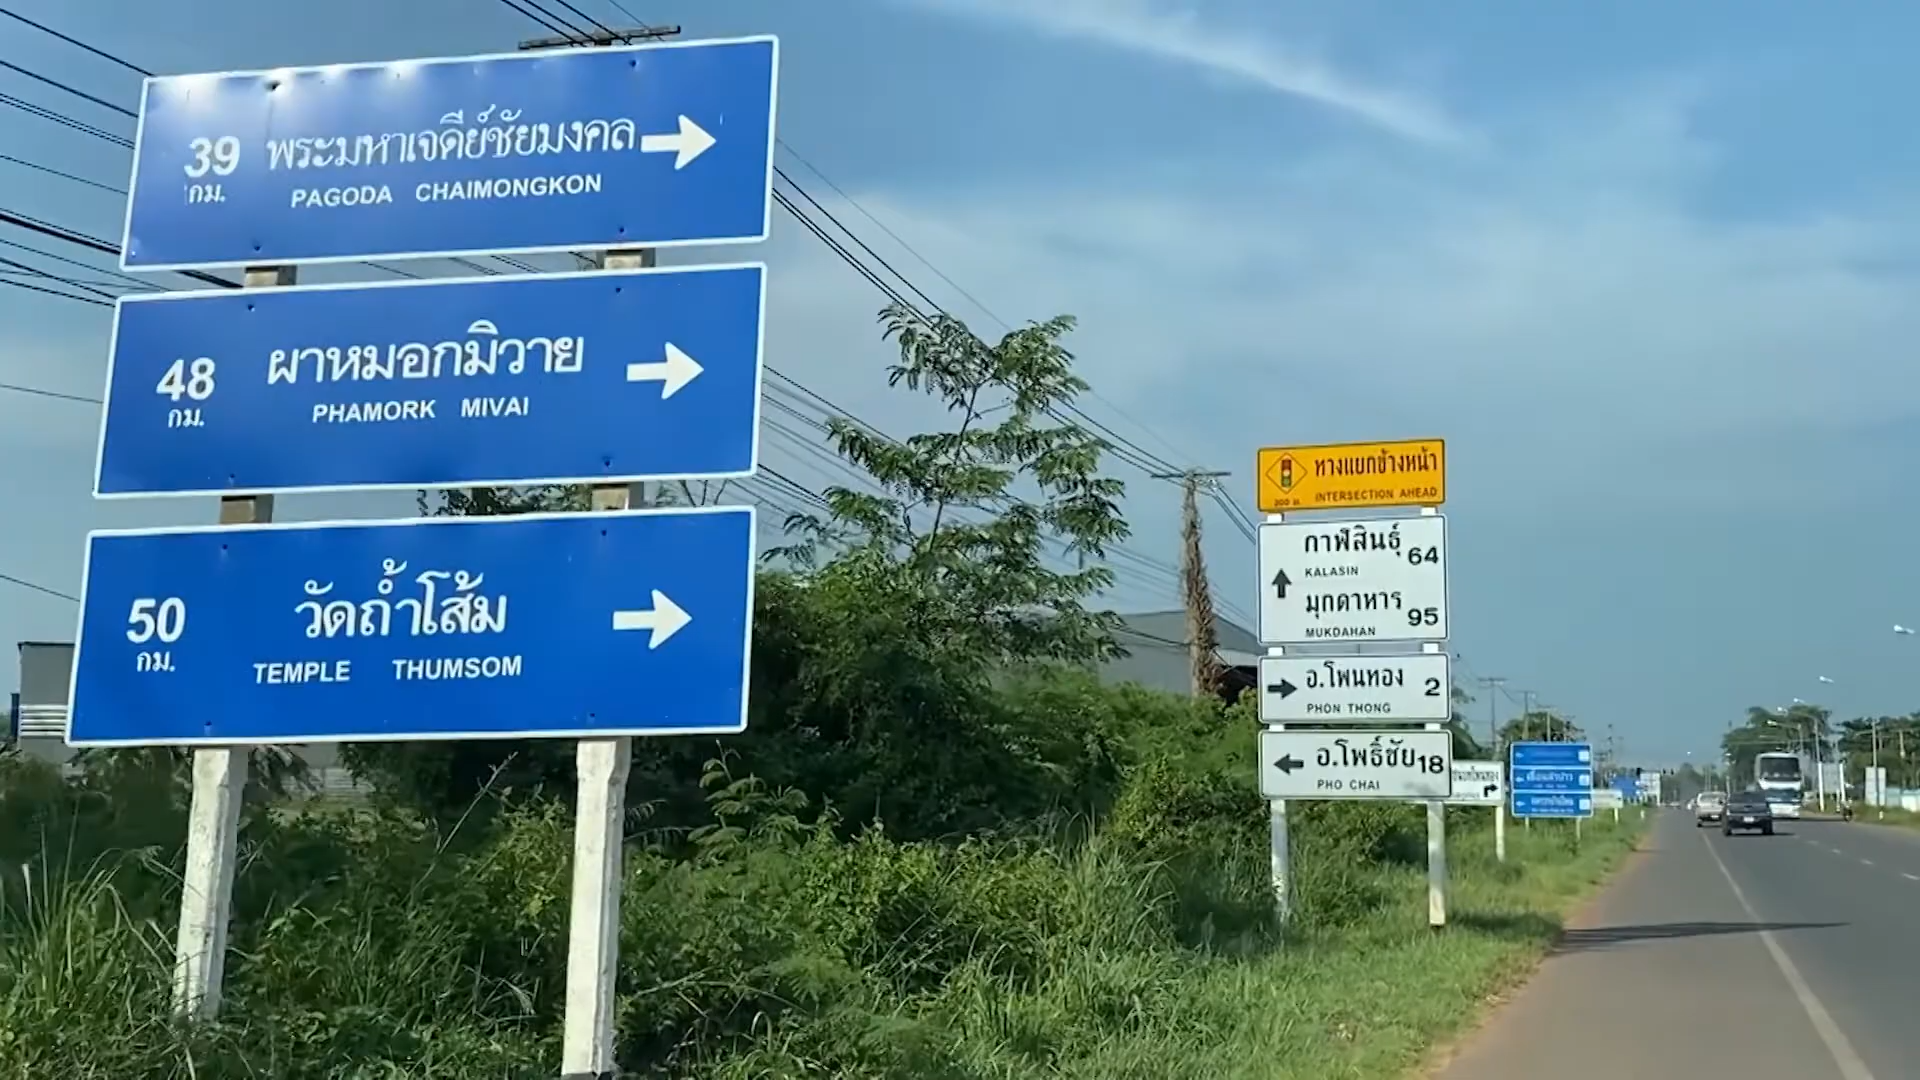 39 พระมหาเจดีย์ชัยมงคล
กม. PAGODA CHAIMONGKON
48 ผาหมอกมิวาย
กม. PHAMORK MIVAI
50 วัดถ้ำโส้ม
กม. TEMPLE THUMSOM
ทางแยกข้างหน้า
300 ม. INTERSECTION AHEAD
กาฬสินธุ์ 64
KALASIN
มุกดาหาร 95
MUKDAHAN
อ.โพนทอง 2
PHON THONG
อ.โพธิ์ชัย 18
PHO CHAI